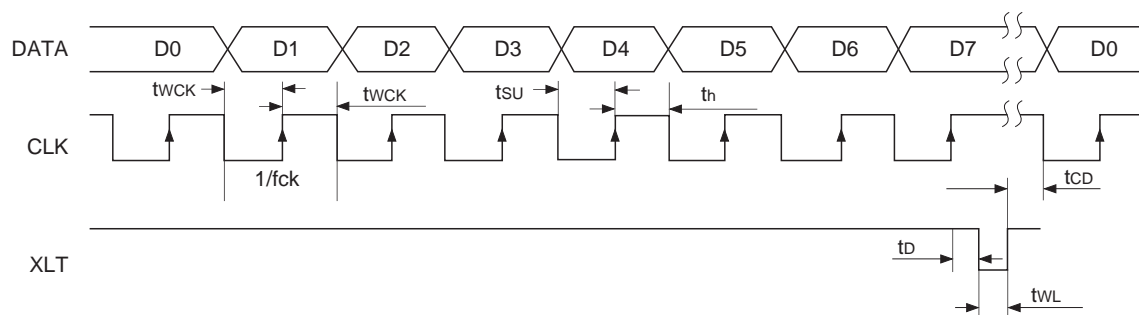 DATA D0 D1 D2 D3 D4 D5 D6 D7 D0
tWCK tWCK tSU th
CLK
1/fck tCD
XLT tD
tWL